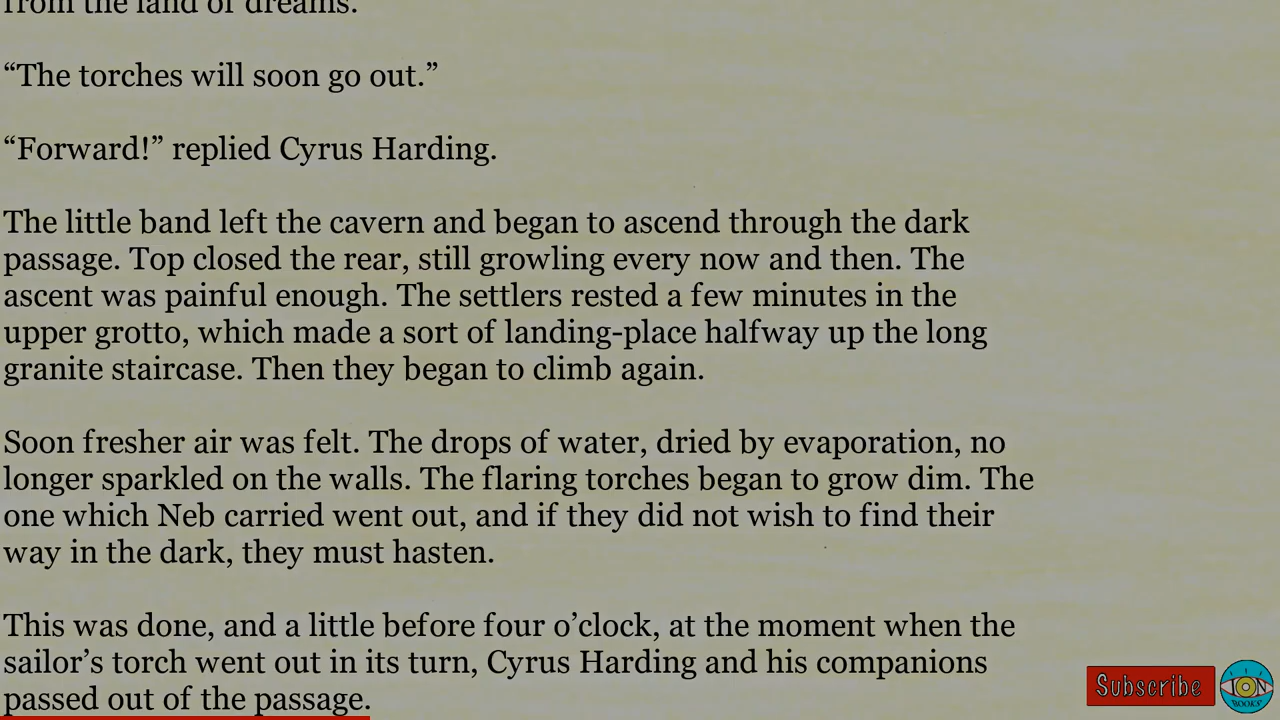 from the land of dreams.
“The torches will soon go out.”
“Forward!” replied Cyrus Harding.
The little band left the cavern and began to ascend through the dark
passage. Top closed the rear, still growling every now and then. The
ascent was painful enough. The settlers rested a few minutes in the
upper grotto, which made a sort of landing-place halfway up the long
granite staircase. Then they began to climb again.
Soon fresher air was felt. The drops of water, dried by evaporation, no
longer sparkled on the walls. The flaring torches began to grow dim. The
one which Neb carried went out, and if they did not wish to find their
way in the dark, they must hasten.
This was done, and a little before four o’clock, at the moment when the
sailor’s torch went out in its turn, Cyrus Harding and his companions
passed out of the passage.
Subscribe
ION
BOOKS